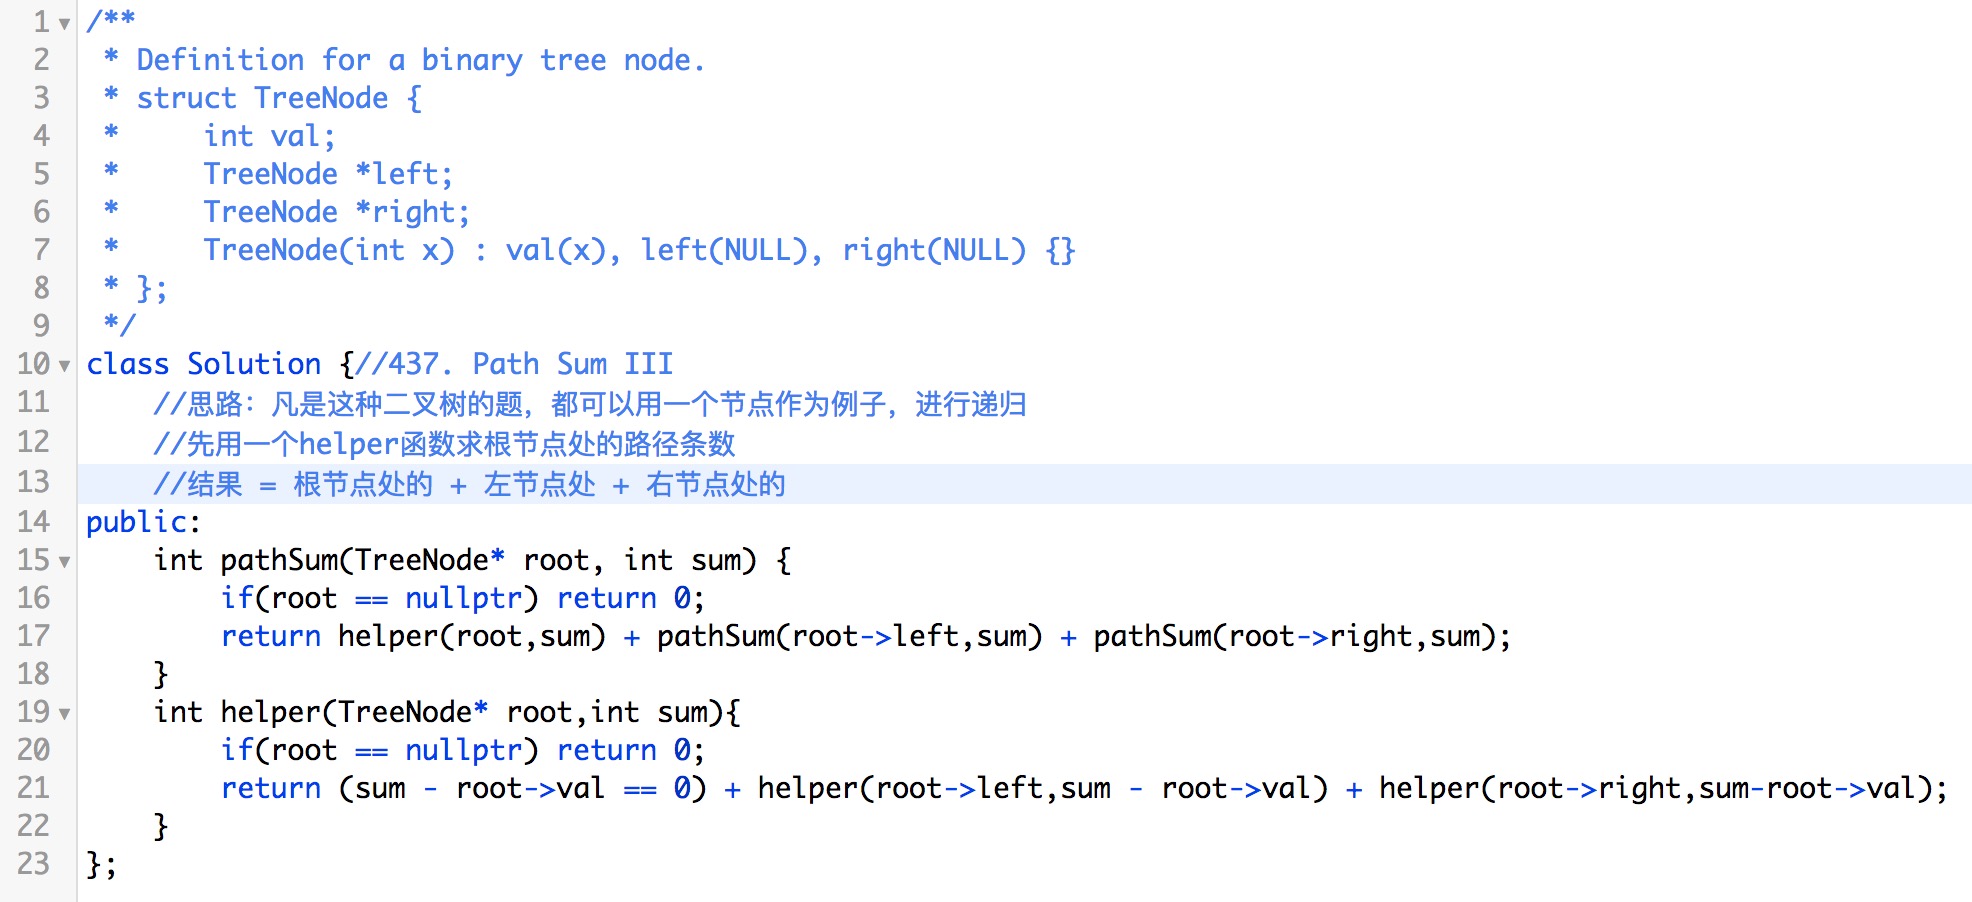 1 /**
2  * Definition for a binary tree node.
3  * struct TreeNode {
4  *     int val;
5  *     TreeNode *left;
6  *     TreeNode *right;
7  *     TreeNode(int x) : val(x), left(NULL), right(NULL) {}
8  * };
9  */
10 class Solution {//437. Path Sum III
11     //思路：凡是这种二叉树的题，都可以用一个节点作为例子，进行递归
12     //先用一个helper函数求根节点处的路径条数
13     //结果 = 根节点处的 + 左节点处 + 右节点处的
14 public:
15     int pathSum(TreeNode* root, int sum) {
16         if(root == nullptr) return 0;
17         return helper(root,sum) + pathSum(root->left,sum) + pathSum(root->right,sum);
18     }
19     int helper(TreeNode* root,int sum){
20         if(root == nullptr) return 0;
21         return (sum - root->val == 0) + helper(root->left,sum - root->val) + helper(root->right,sum-root->val);
22     }
23 };